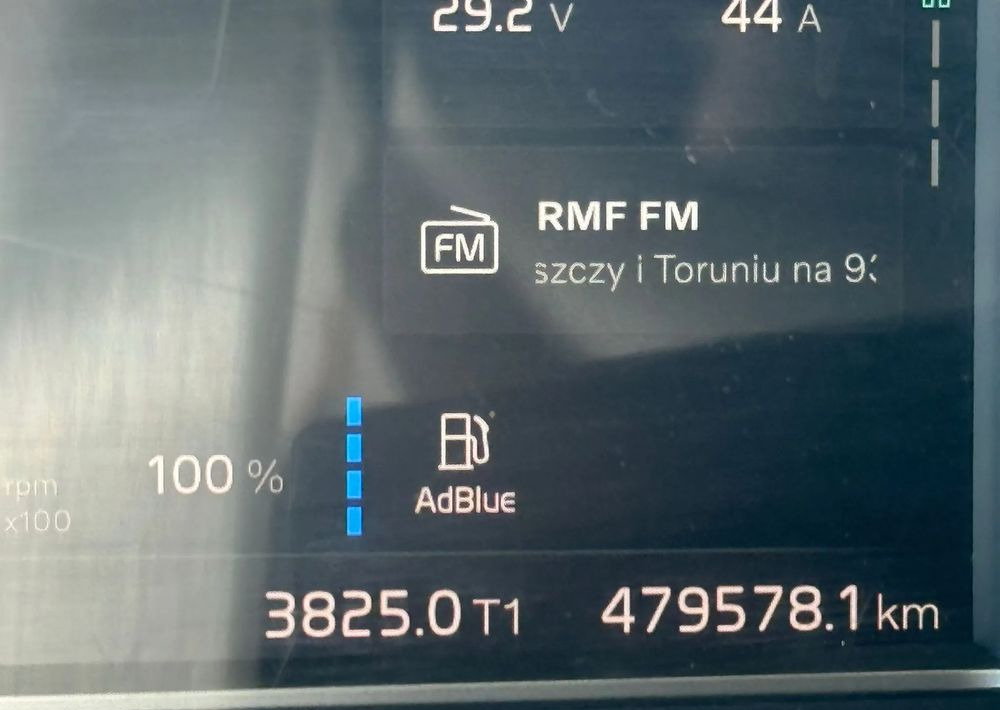 29.2 V 44 A
RMF FM
FM
szczy i Toruniu na
rpm
x100
100 %
AdBlue
3825.0 T1 479578.1 km